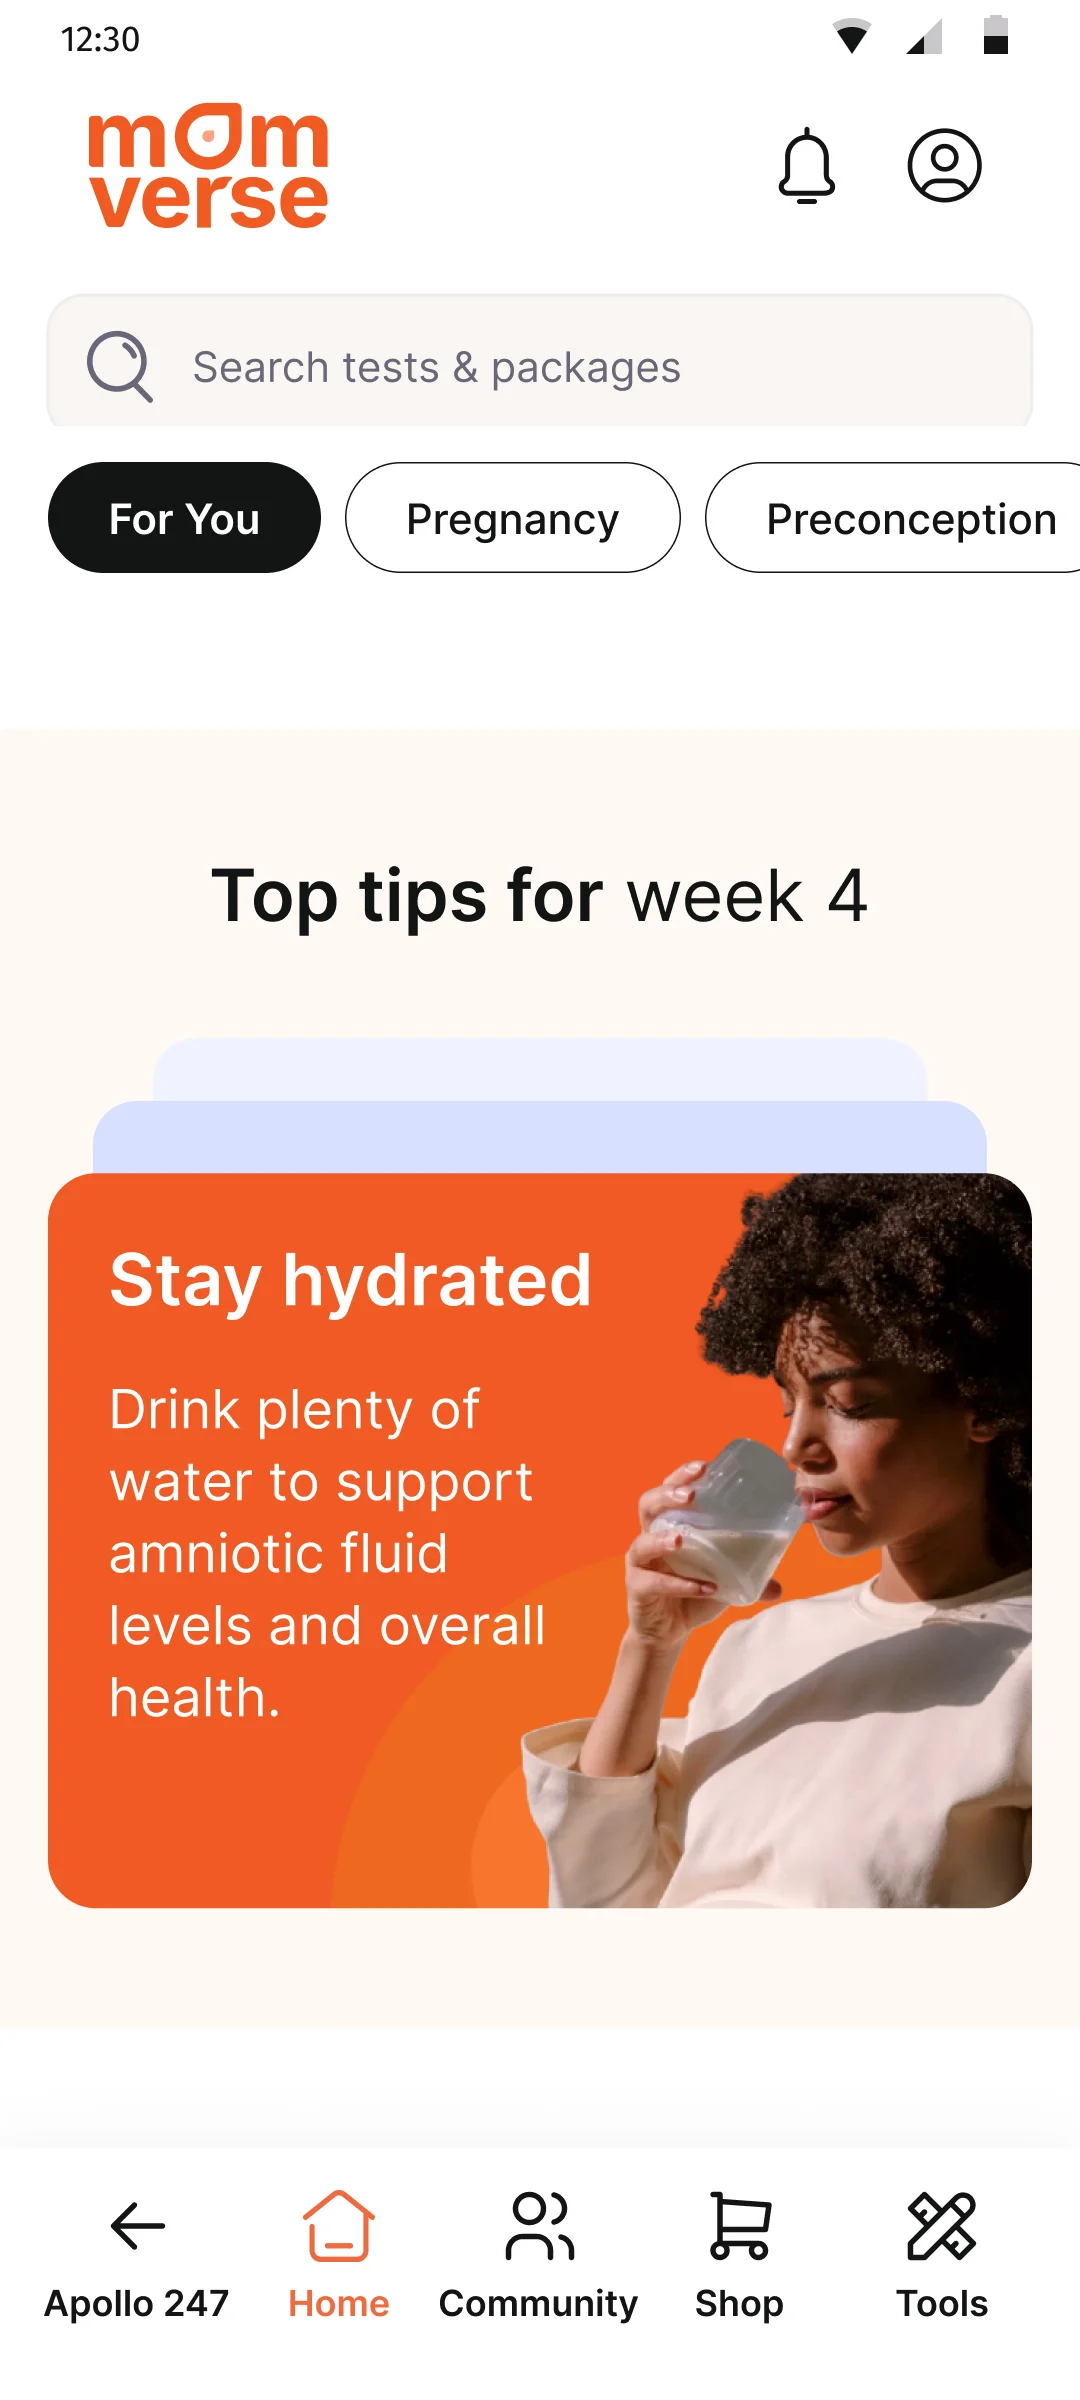 12:30
mom
verse
Search tests & packages
For You
Pregnancy
Preconception
Top tips for week 4
Stay hydrated
Drink plenty of
water to support
amniotic fluid
levels and overall
health.
Apollo 247
Home
Community
Shop
Tools